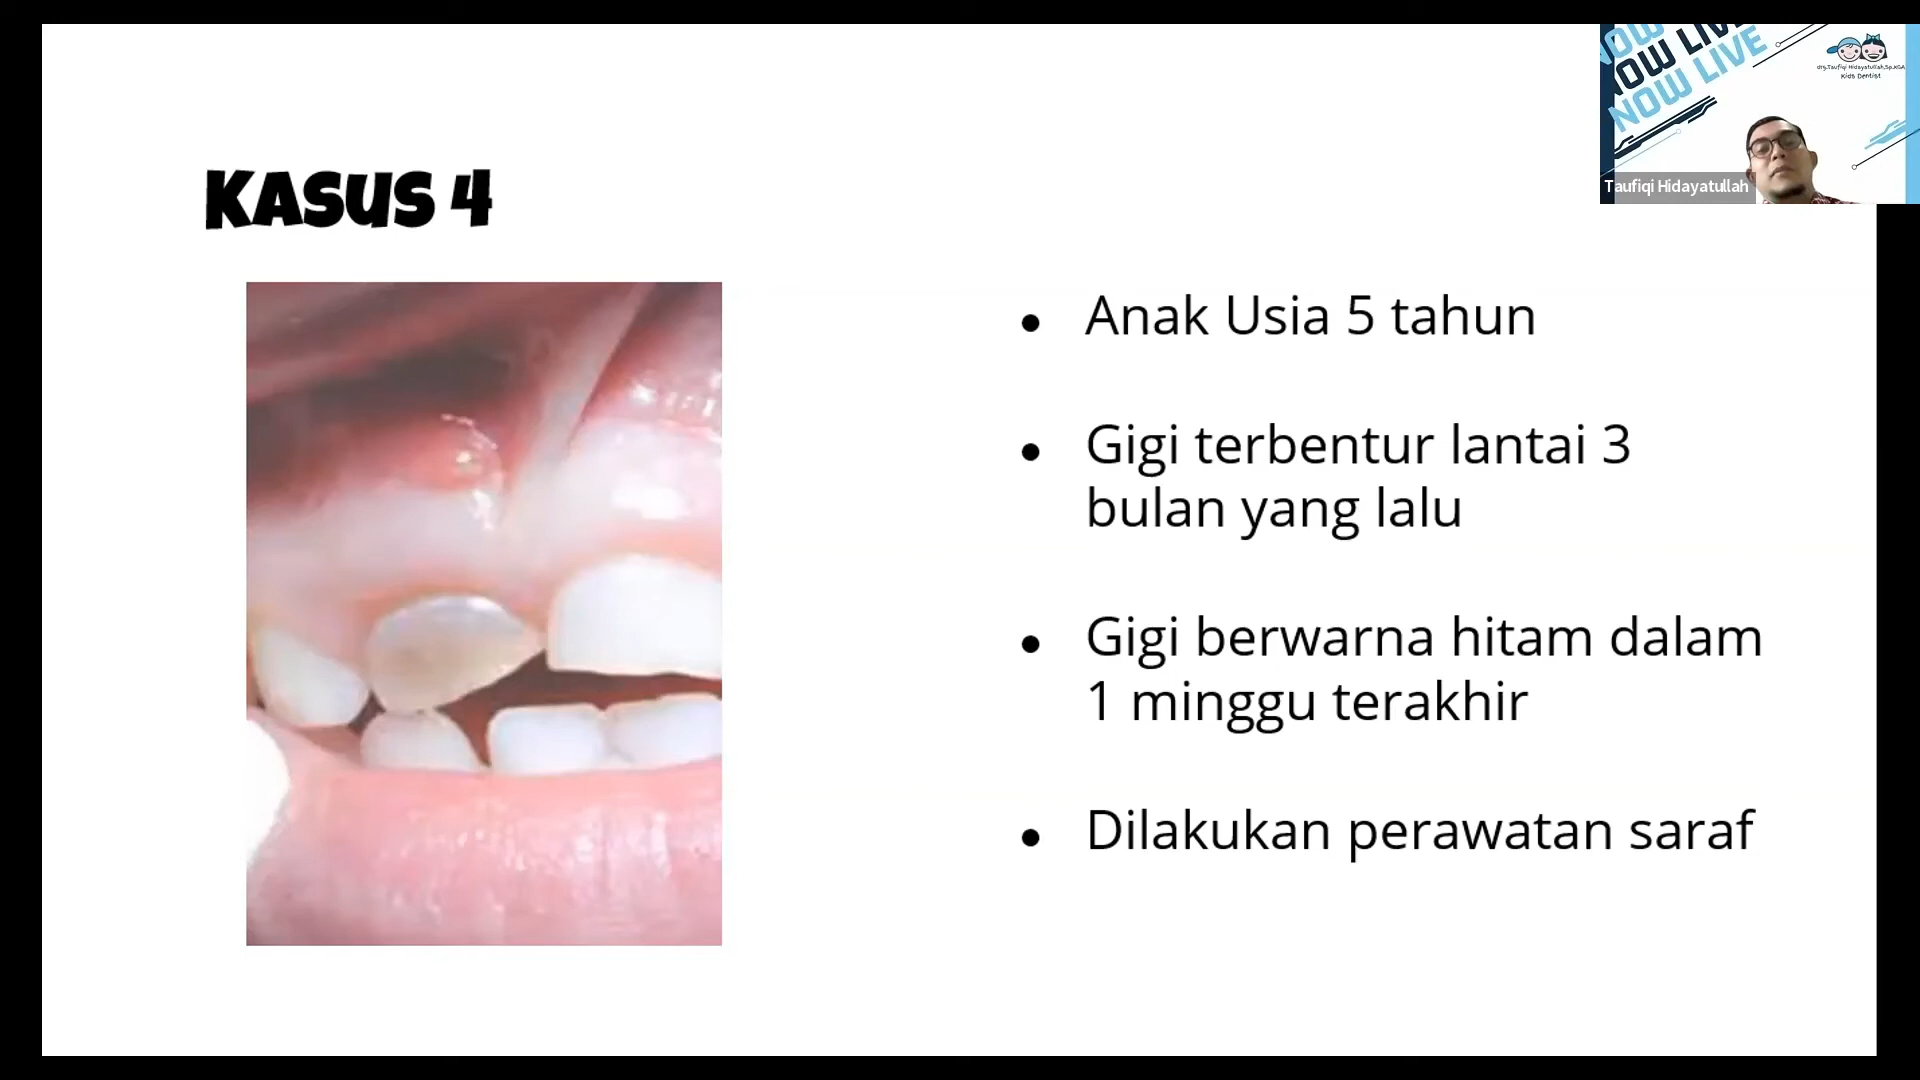 NOW
NOW LIVE
NOW LIVE
drg.Taufiqi Hidayatullah,Sp.KGA
Kids Dentist
Taufiqi Hidayatullah
KASUS 4
• Anak Usia 5 tahun
• Gigi terbentur lantai 3
bulan yang lalu
• Gigi berwarna hitam dalam
1 minggu terakhir
• Dilakukan perawatan saraf